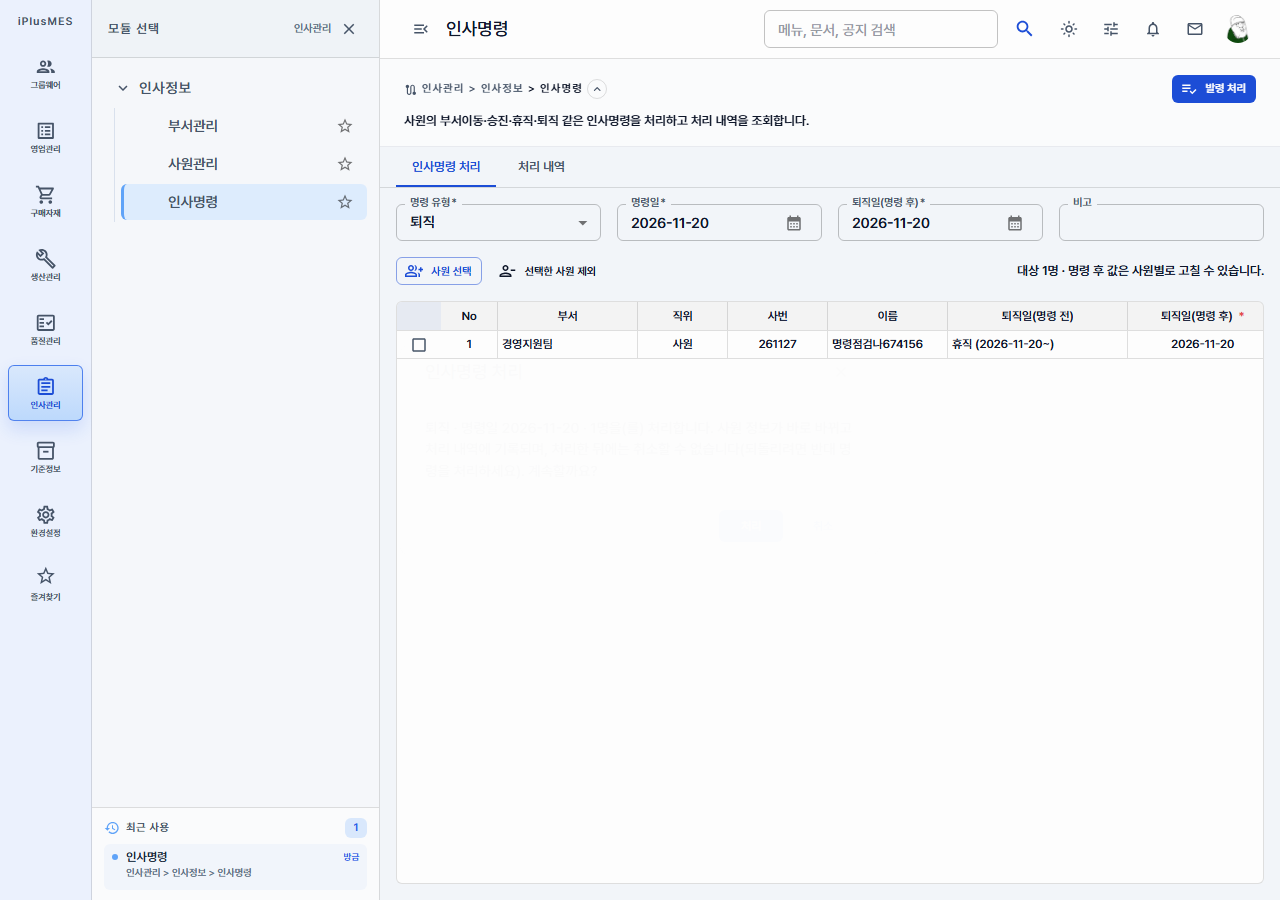 iPlusMES
그룹웨어
영업관리
구매자재
생산관리
품질관리
인사관리
기준정보
환경설정
즐겨찾기
모듈 선택
인사관리
인사정보
부서관리
사원관리
인사명령
최근 사용
1
인사명령
방금
인사관리 > 인사정보 > 인사명령
인사명령
메뉴, 문서, 공지 검색
인사관리 > 인사정보 > 인사명령
발령 처리
사원의 부서이동·승진·휴직·퇴직 같은 인사명령을 처리하고 처리 내역을 조회합니다.
인사명령 처리
처리 내역
명령 유형*
퇴직
명령일*
2026-11-20
퇴직일(명령 후)*
2026-11-20
비고
사원 선택
선택한 사원 제외
대상 1명 · 명령 후 값은 사원별로 고칠 수 있습니다.
No 부서 직위 사번 이름 퇴직일(명령 전) 퇴직일(명령 후) *
1 경영지원팀 사원 261127 명령점검나674156 휴직 (2026-11-20~) 2026-11-20